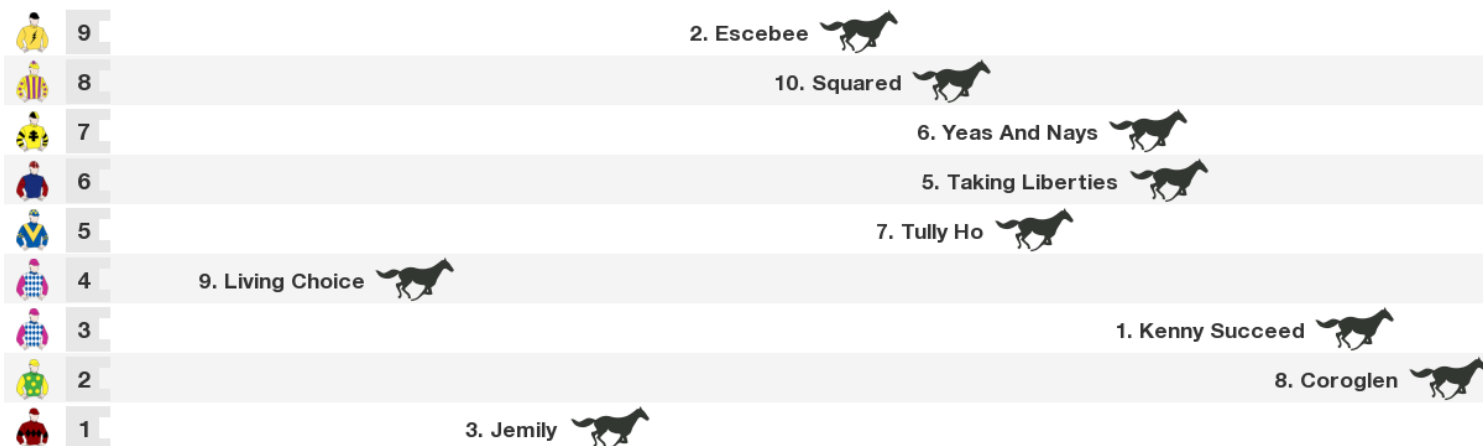 9 2. Escebee
8 10. Squared
7 6. Yeas And Nays
6 5. Taking Liberties
5 7. Tully Ho
4 9. Living Choice
3 1. Kenny Succeed
2 8. Coroglen
1 3. Jemily